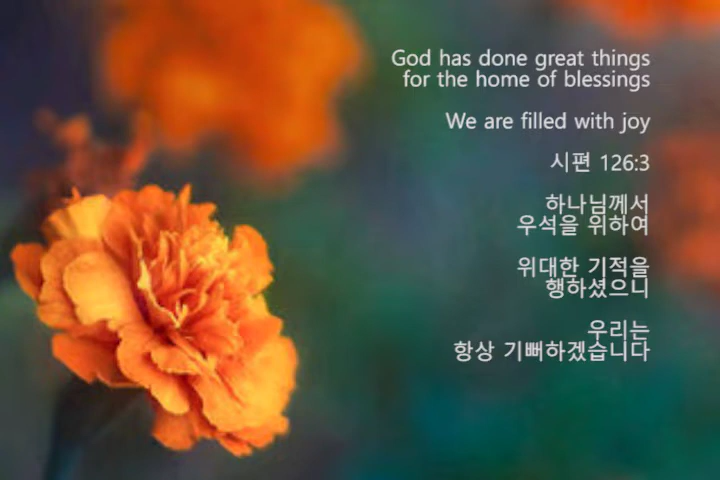 God has done great things
for the home of blessings
We are filled with joy
시편 126:3
하나님께서
우석을 위하여
위대한 기적을
행하셨으니
우리는
항상 기뻐하겠습니다